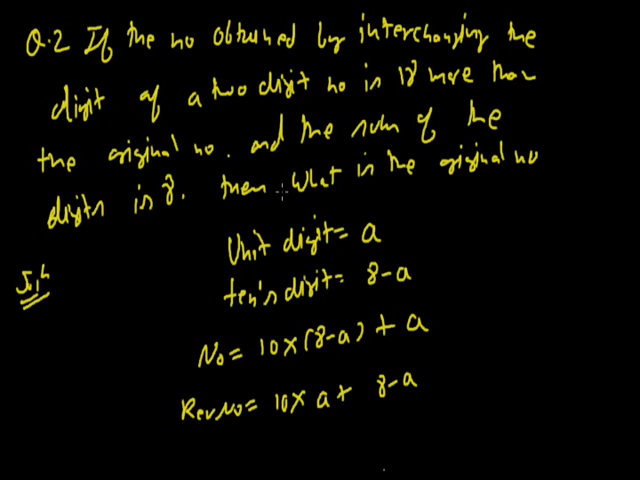 Q.2 If the no obtained by interchanging the
digit of a two digit no is 18 more than
the original no. and the sum of the
digits is 8. then what is the original no
Unit digit = a
Soln
ten's digit = 8-a
No = 10×(8-a) + a
Rev No = 10× a + 8-a